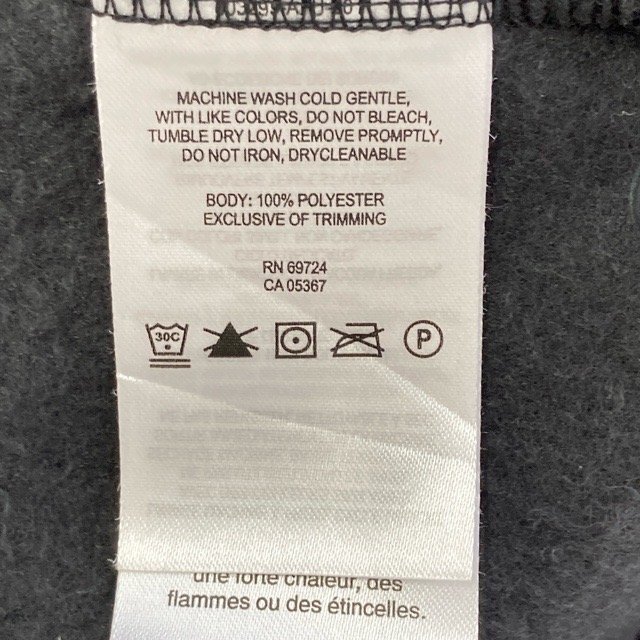 MACHINE WASH COLD GENTLE,
WITH LIKE COLORS, DO NOT BLEACH,
TUMBLE DRY LOW, REMOVE PROMPTLY,
DO NOT IRON, DRYCLEANABLE
BODY: 100% POLYESTER
EXCLUSIVE OF TRIMMING
RN 69724
CA 05367
30C P
une forte chaleur, des
flammes ou des étincelles.